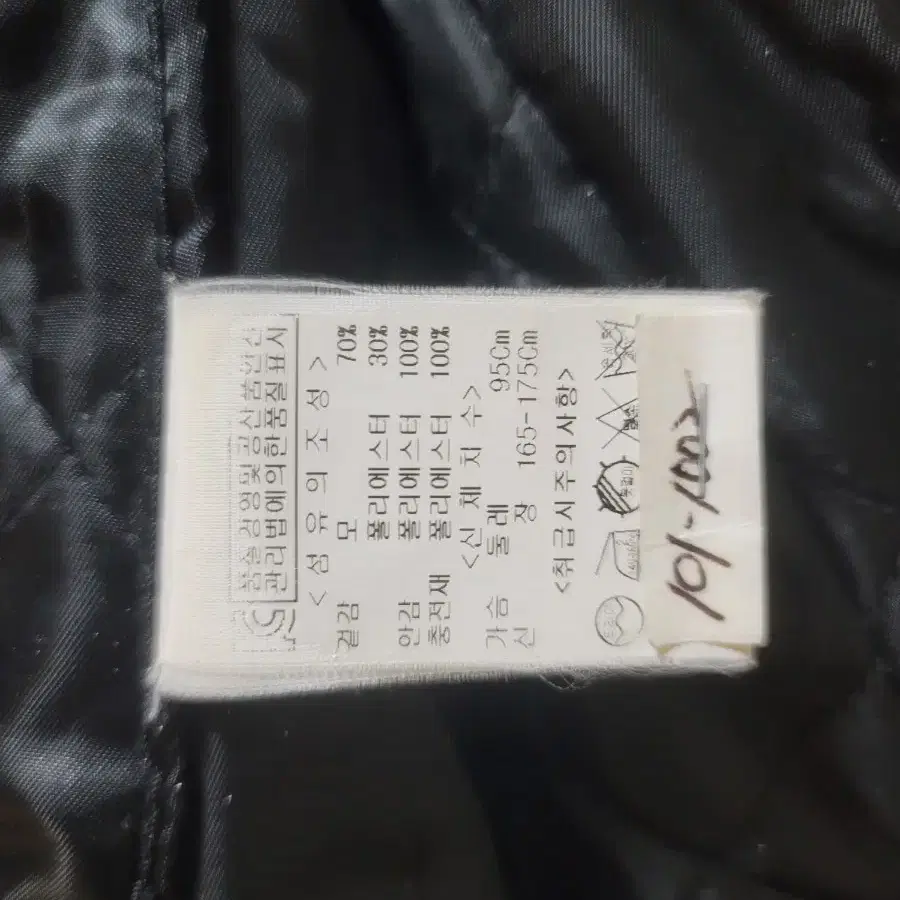 품질경영및공산품안전
관리법에의한품질표시
<섬 유 의 조 성>
겉감 모 70%
폴리에스터 30%
안감 폴리에스터 100%
충전재 폴리에스터 100%
<신 체 치 수>
가슴 둘레 95Cm
신 장 165-175Cm
<취급시주의사항>
101-1002